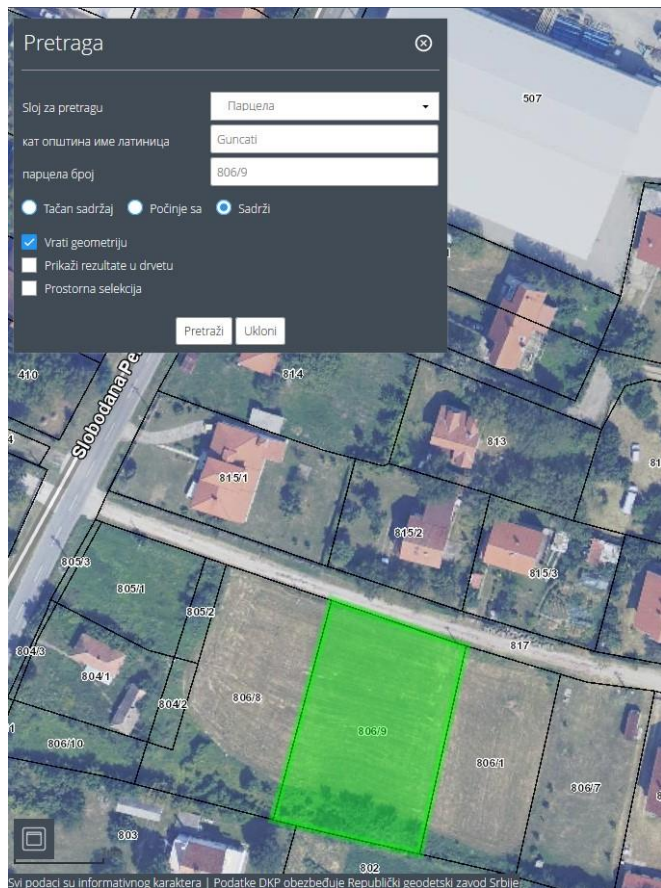 Pretraga
Sloj za pretragu
Парцела
кат општина име латиница
Guncati
парцела број
806/9
Tačan sadržaj
Počinje sa
Sadrži
Vrati geometriju
Prikaži rezultate u drvetu
Prostorna selekcija
Pretraži
Ukloni
507
410
814
Slobodana Pe
813
815/1
815/2
815/3
805/3
805/1
805/2
817
804/3
804/1
804/2
806/8
806/9
806/10
806/1
806/7
803
802
Svi podaci su informativnog karaktera | Podatke DKP obezbeđuje Republički geodetski zavod Srbije